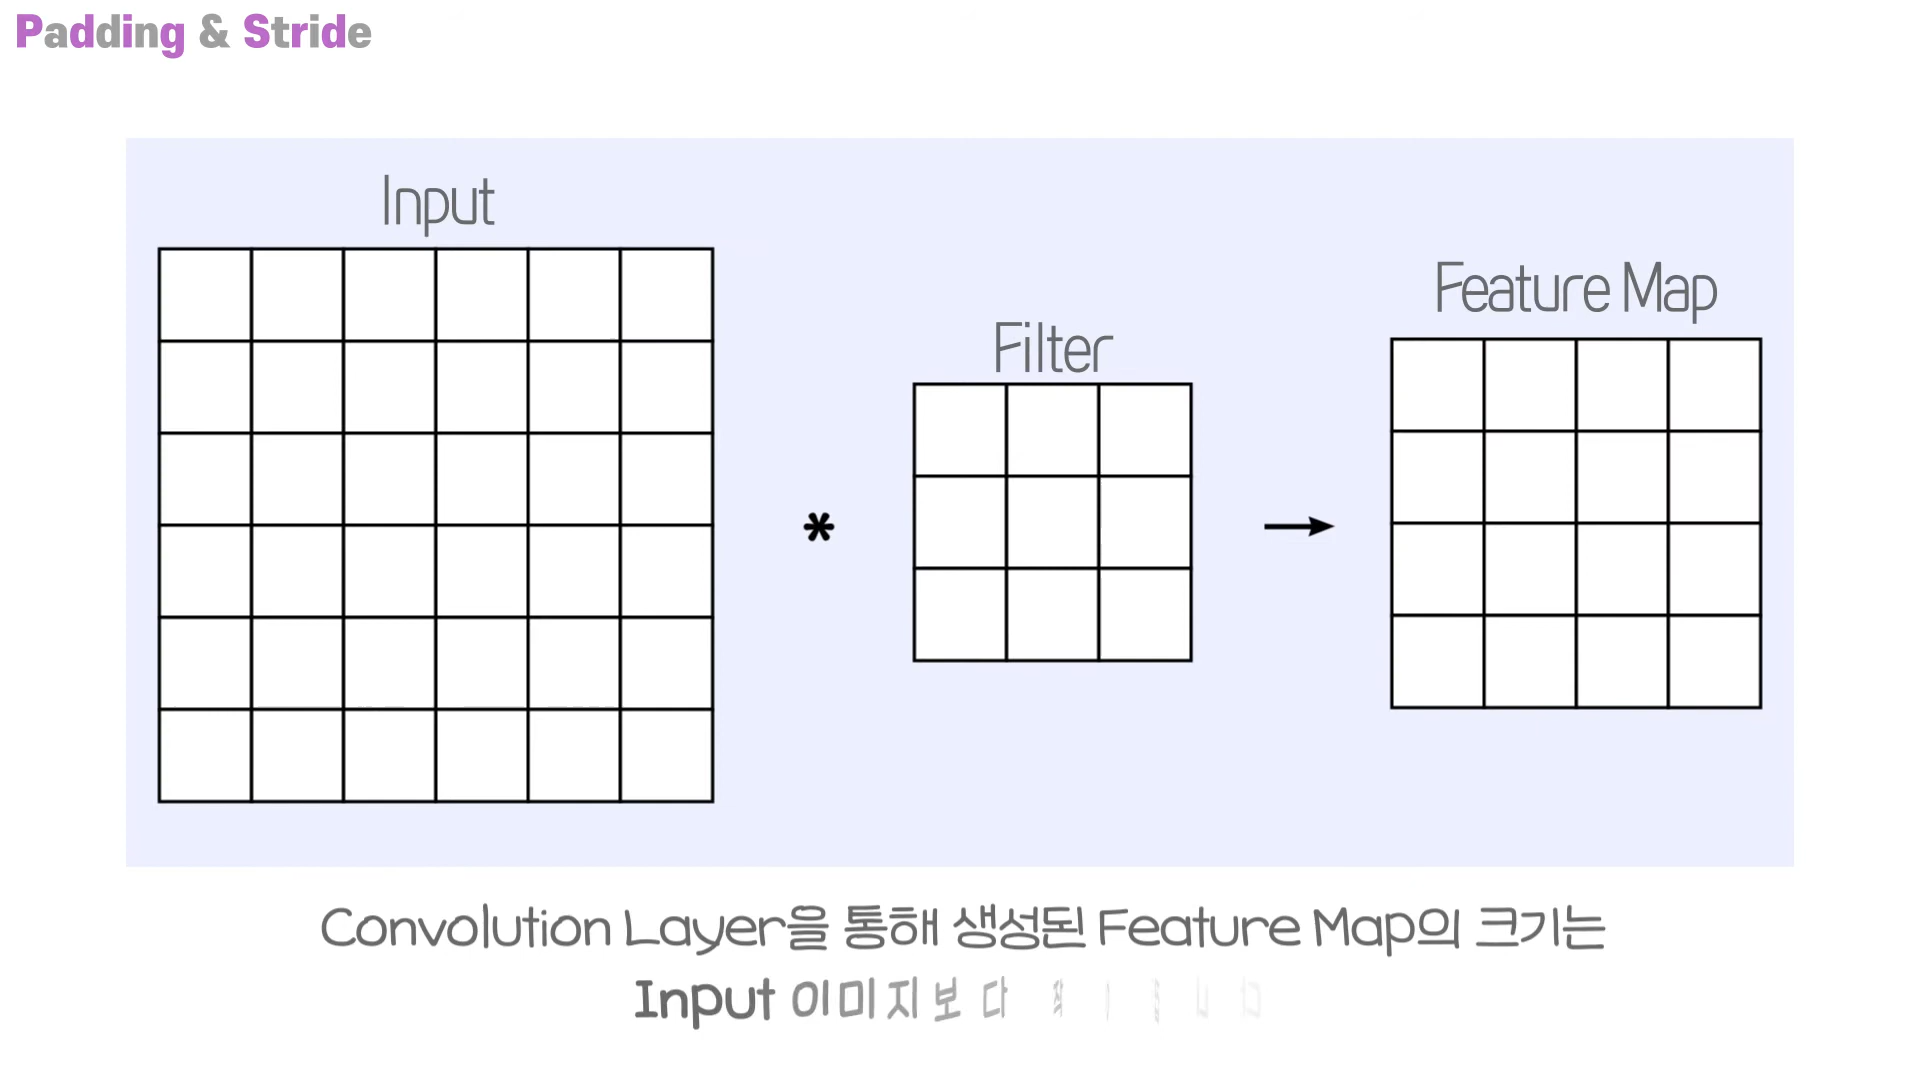 Padding & Stride
Input
Filter
Feature Map
*
Convolution Layer을 통해 생성된 Feature Map의 크기는
Input 이미지보다